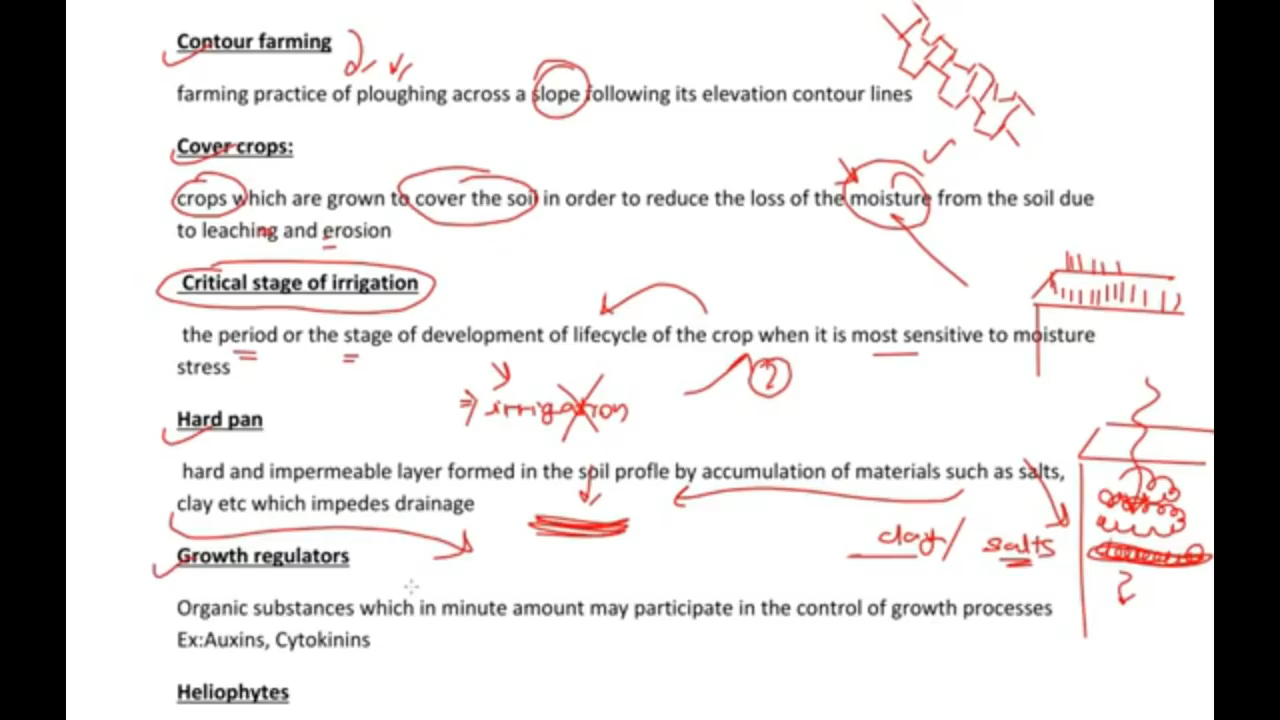 Contour farming
farming practice of ploughing across a slope following its elevation contour lines
Cover crops:
crops which are grown to cover the soil in order to reduce the loss of the moisture from the soil due
to leaching and erosion
Critical stage of irrigation
the period or the stage of development of lifecycle of the crop when it is most sensitive to moisture
stress
irrigation
Hard pan
hard and impermeable layer formed in the spil profle by accumulation of materials such as salts,
clay etc which impedes drainage
clay/ salts
Growth regulators
Organic substances which in minute amount may participate in the control of growth processes
Ex:Auxins, Cytokinins
Heliophytes